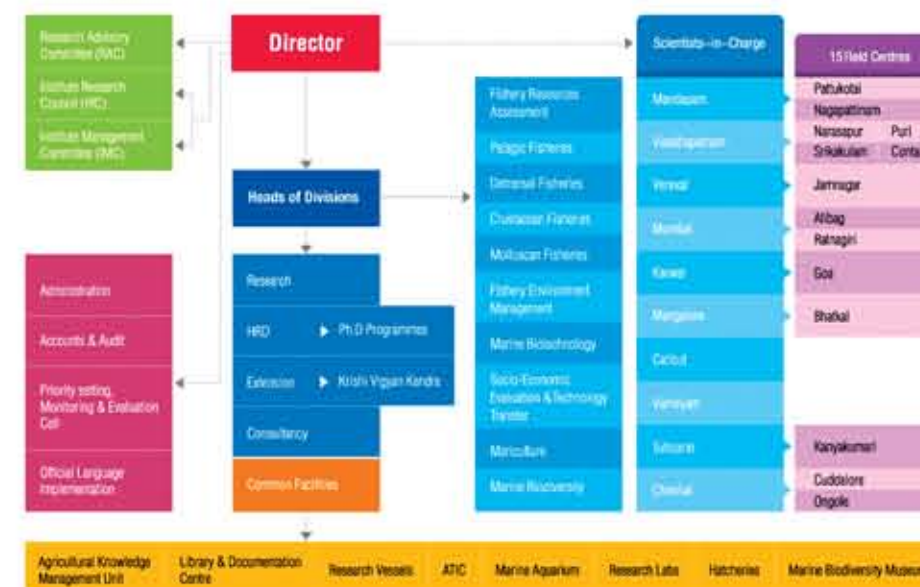 Research Advisory
Committee (RAC)
Institute Research
Council (IRC)
Institute Management
Committee (IMC)
Director
Scientists-in-Charge
15 Field Centres
Heads of Divisions
Fishery Resources
Assessment
Pelagic Fisheries
Demersal Fisheries
Crustacean Fisheries
Molluscan Fisheries
Fishery Environment
Management
Marine Biotechnology
Socio-Economic
Evaluation & Technology
Transfer
Mariculture
Marine Biodiversity
Mandapam
Visakhapatnam
Veraval
Mumbai
Karwar
Mangalore
Calicut
Vizhinjam
Tuticorin
Chennai
Pattukotai
Nagapattinam
Narasapur Puri
Srikakulam
Jamnagar
Alibag
Ratnagiri
Goa
Bhatkal
Kanyakumari
Cuddalore
Ongole
Administration
Accounts & Audit
Priority setting,
Monitoring & Evaluation
Cell
Official Language
Implementation
Research
HRD
Ph.D Programmes
Extension
Krishi Vigyan Kendra
Consultancy
Common Facilities
Agricultural Knowledge
Management Unit
Library & Documentation
Centre
Research Vessels
ATIC
Marine Aquarium
Research Labs
Hatcheries
Marine Biodiversity Museum